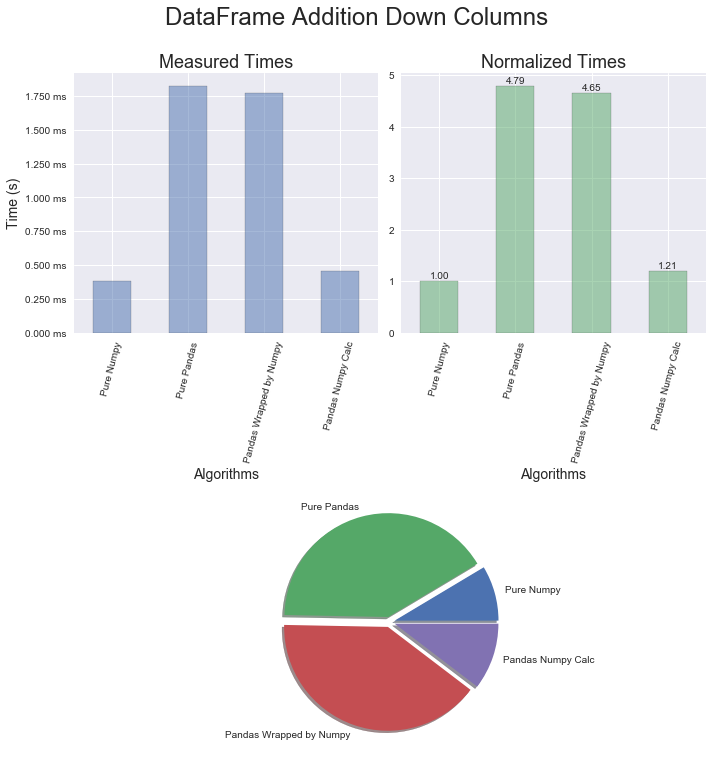 DataFrame Addition Down Columns
Measured Times
Time (s)
1.750 ms
1.500 ms
1.250 ms
1.000 ms
0.750 ms
0.500 ms
0.250 ms
0.000 ms
Pure Numpy
Pure Pandas
Pandas Wrapped by Numpy
Pandas Numpy Calc
Algorithms
Normalized Times
5
4
3
2
1
0
1.00
4.79
4.65
1.21
Pure Numpy
Pure Pandas
Pandas Wrapped by Numpy
Pandas Numpy Calc
Algorithms
Pure Pandas
Pure Numpy
Pandas Numpy Calc
Pandas Wrapped by Numpy